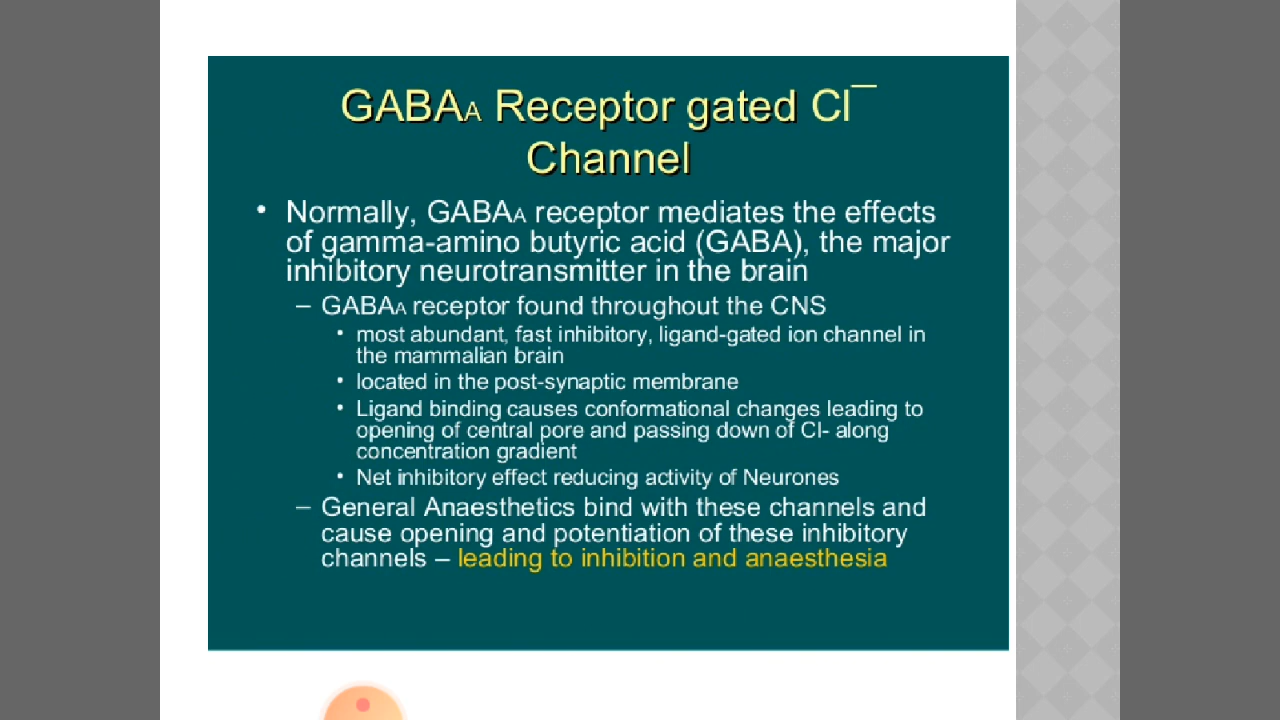 GABAA Receptor gated Cl¯
Channel
• Normally, GABAA receptor mediates the effects
of gamma-amino butyric acid (GABA), the major
inhibitory neurotransmitter in the brain
– GABAA receptor found throughout the CNS
• most abundant, fast inhibitory, ligand-gated ion channel in
the mammalian brain
• located in the post-synaptic membrane
• Ligand binding causes conformational changes leading to
opening of central pore and passing down of Cl- along
concentration gradient
• Net inhibitory effect reducing activity of Neurones
– General Anaesthetics bind with these channels and
cause opening and potentiation of these inhibitory
channels – leading to inhibition and anaesthesia